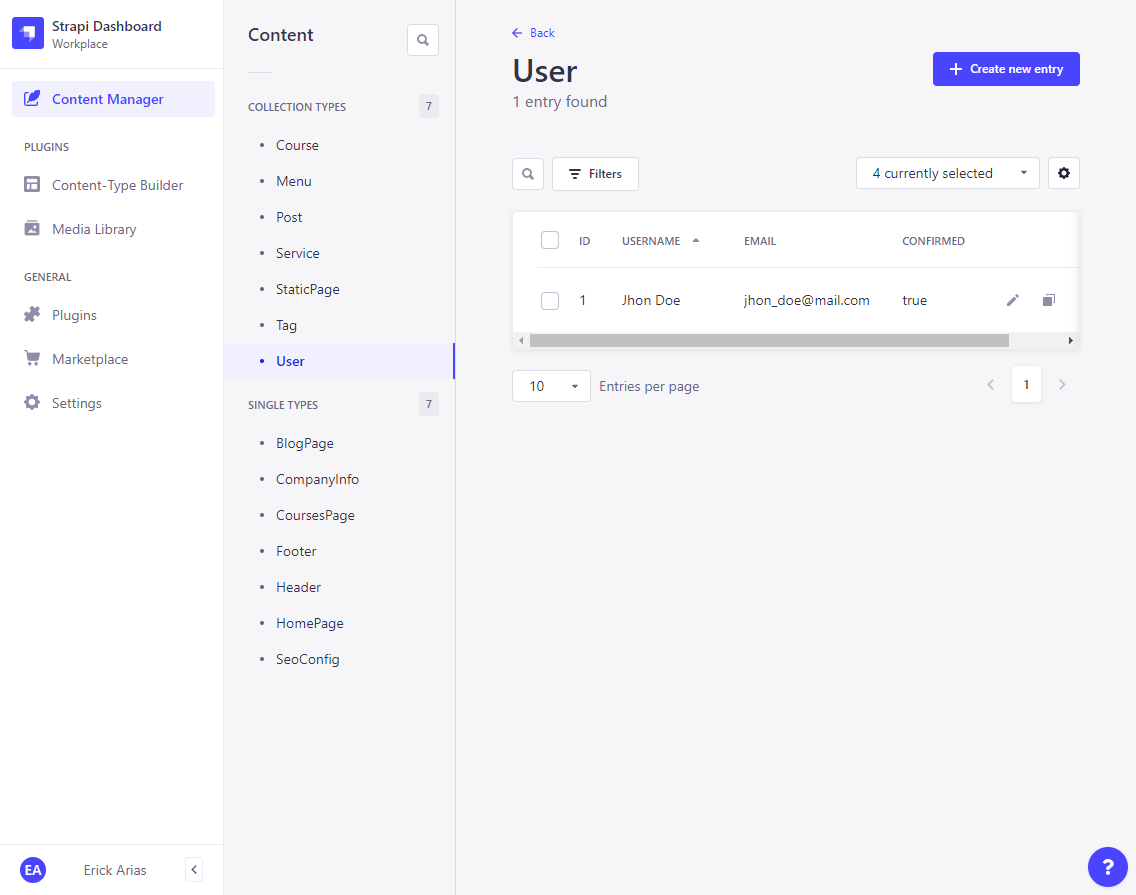 Strapi Dashboard
Workplace
Content Manager
PLUGINS
Content-Type Builder
Media Library
GENERAL
Plugins
Marketplace
Settings
EA Erick Arias
Content
COLLECTION TYPES 7
Course
Menu
Post
Service
StaticPage
Tag
User
SINGLE TYPES 7
BlogPage
CompanyInfo
CoursesPage
Footer
Header
HomePage
SeoConfig
Back
User
Create new entry
1 entry found
Filters
4 currently selected
ID USERNAME EMAIL CONFIRMED
1 Jhon Doe jhon_doe@mail.com true
10 Entries per page 1
?